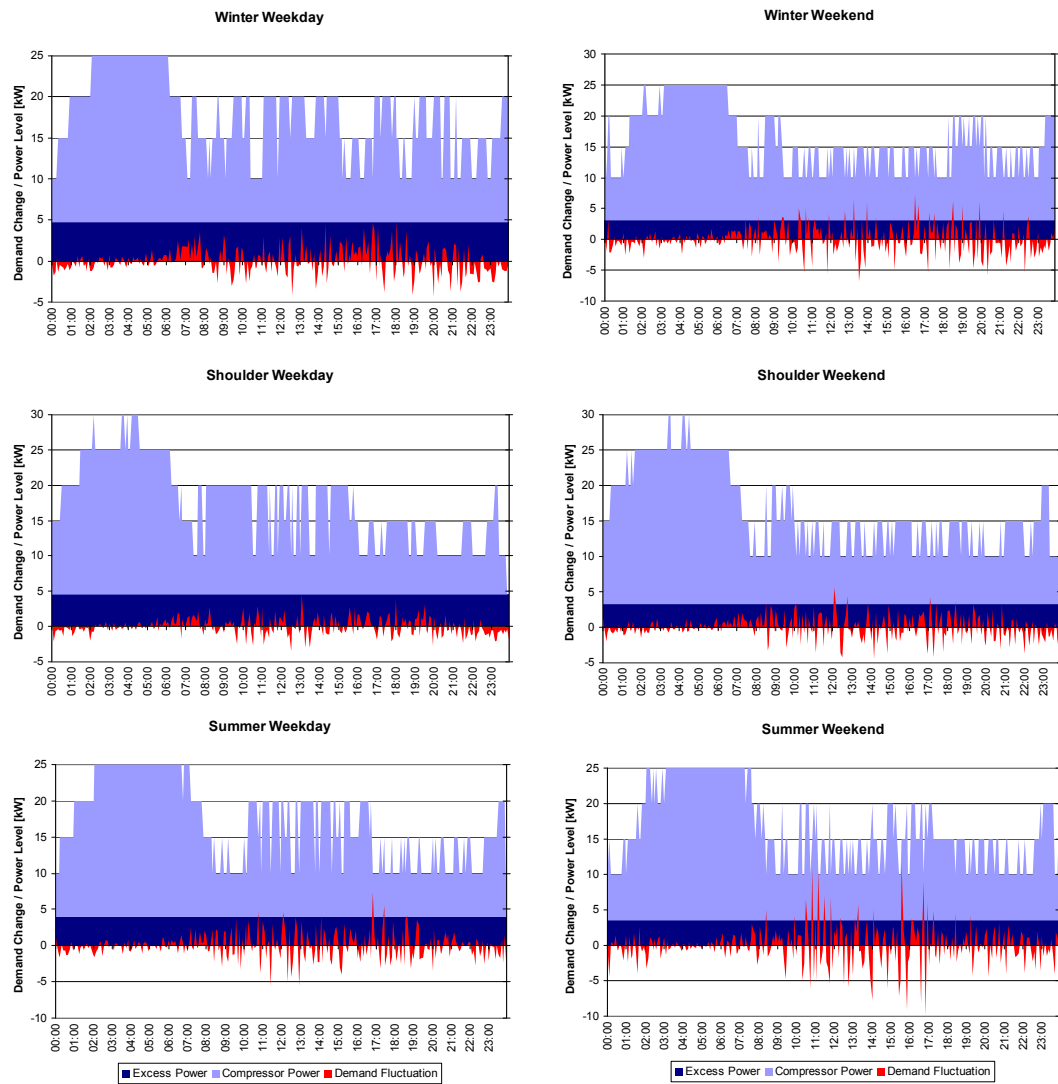 Winter Weekday
Demand Change / Power Level [kW]
25
20
15
10
5
0
-5
00:00 01:00 02:00 03:00 04:00 05:00 06:00 07:00 08:00 09:00 10:00 11:00 12:00 13:00 14:00 15:00 16:00 17:00 18:00 19:00 20:00 21:00 22:00 23:00
Winter Weekend
Demand Change / Power Level [kW]
30
25
20
15
10
5
0
-5
-10
00:00 01:00 02:00 03:00 04:00 05:00 06:00 07:00 08:00 09:00 10:00 11:00 12:00 13:00 14:00 15:00 16:00 17:00 18:00 19:00 20:00 21:00 22:00 23:00
Shoulder Weekday
Demand Change / Power Level [kW]
30
25
20
15
10
5
0
-5
00:00 01:00 02:00 03:00 04:00 05:00 06:00 07:00 08:00 09:00 10:00 11:00 12:00 13:00 14:00 15:00 16:00 17:00 18:00 19:00 20:00 21:00 22:00 23:00
Shoulder Weekend
Demand Change / Power Level [kW]
30
25
20
15
10
5
0
-5
00:00 01:00 02:00 03:00 04:00 05:00 06:00 07:00 08:00 09:00 10:00 11:00 12:00 13:00 14:00 15:00 16:00 17:00 18:00 19:00 20:00 21:00 22:00 23:00
Summer Weekday
Demand Change / Power Level [kW]
25
20
15
10
5
0
-5
-10
00:00 01:00 02:00 03:00 04:00 05:00 06:00 07:00 08:00 09:00 10:00 11:00 12:00 13:00 14:00 15:00 16:00 17:00 18:00 19:00 20:00 21:00 22:00 23:00
Excess Power Compressor Power Demand Fluctuation
Summer Weekend
Demand Change / Power Level [kW]
25
20
15
10
5
0
-5
-10
00:00 01:00 02:00 03:00 04:00 05:00 06:00 07:00 08:00 09:00 10:00 11:00 12:00 13:00 14:00 15:00 16:00 17:00 18:00 19:00 20:00 21:00 22:00 23:00
Excess Power Compressor Power Demand Fluctuation